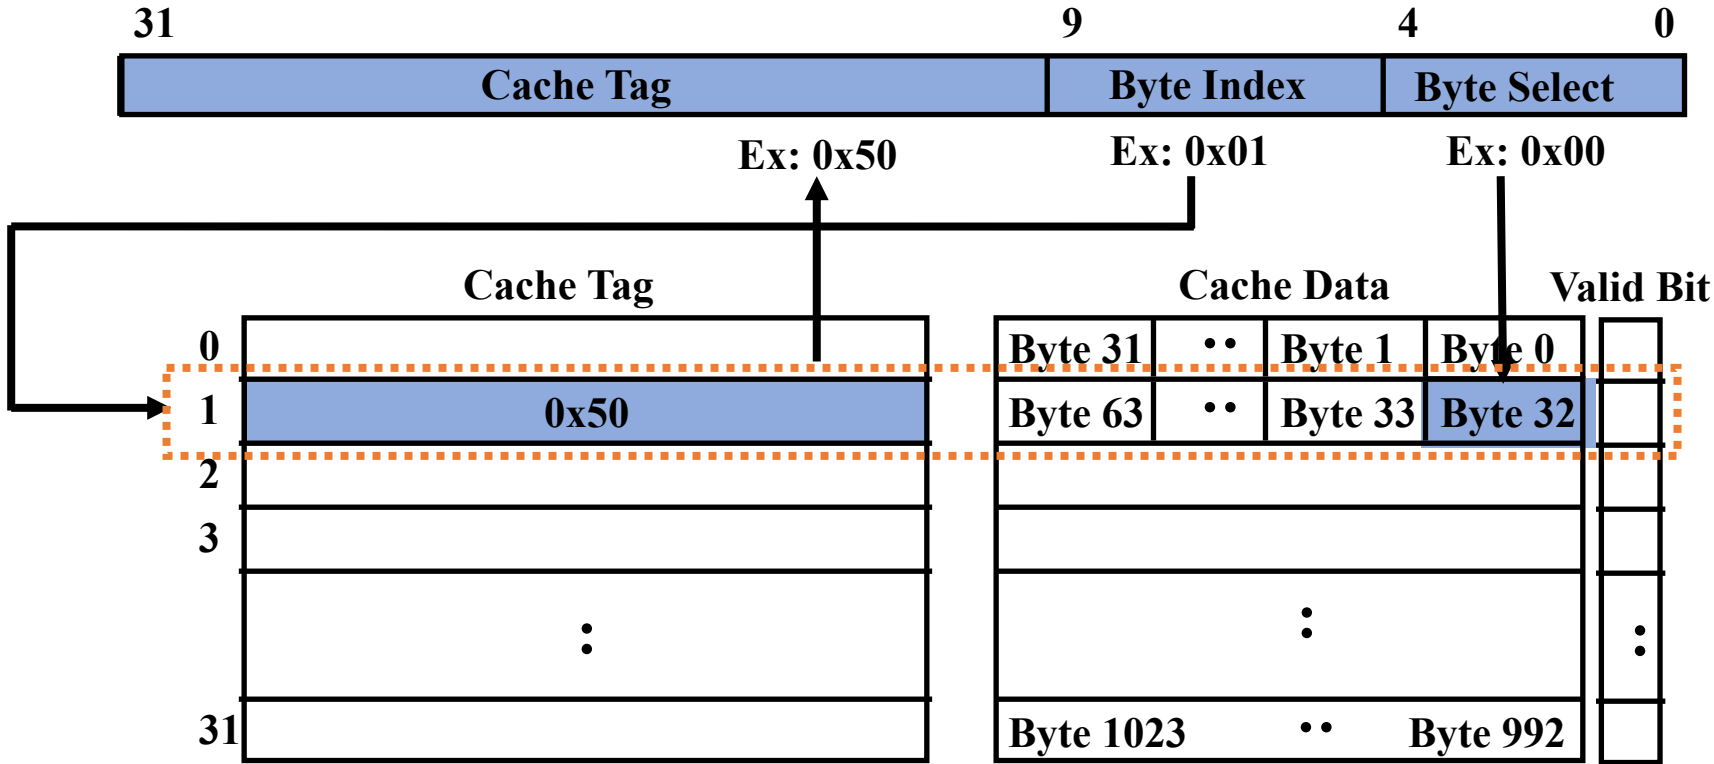 31 9 4 0
Cache Tag Byte Index Byte Select
Ex: 0x50 Ex: 0x01 Ex: 0x00
Cache Tag Cache Data Valid Bit
0 Byte 31 ·· Byte 1 Byte 0
1 0x50 Byte 63 ·· Byte 33 Byte 32
2
3
: : :
31 Byte 1023 ·· Byte 992